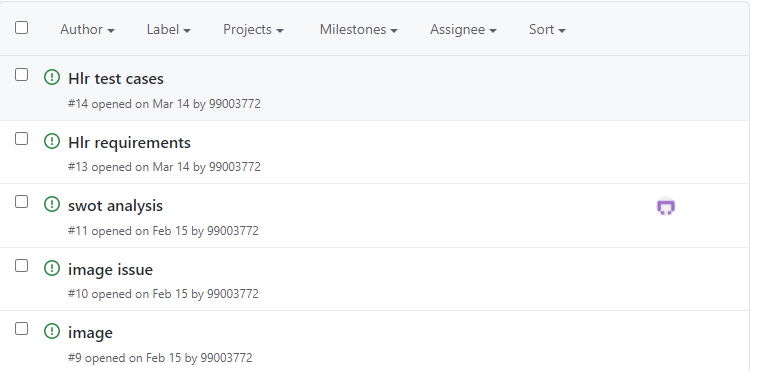 Author Label Projects Milestones Assignee Sort
Hlr test cases
#14 opened on Mar 14 by 99003772
Hlr requirements
#13 opened on Mar 14 by 99003772
swot analysis
#11 opened on Feb 15 by 99003772
image issue
#10 opened on Feb 15 by 99003772
image
#9 opened on Feb 15 by 99003772